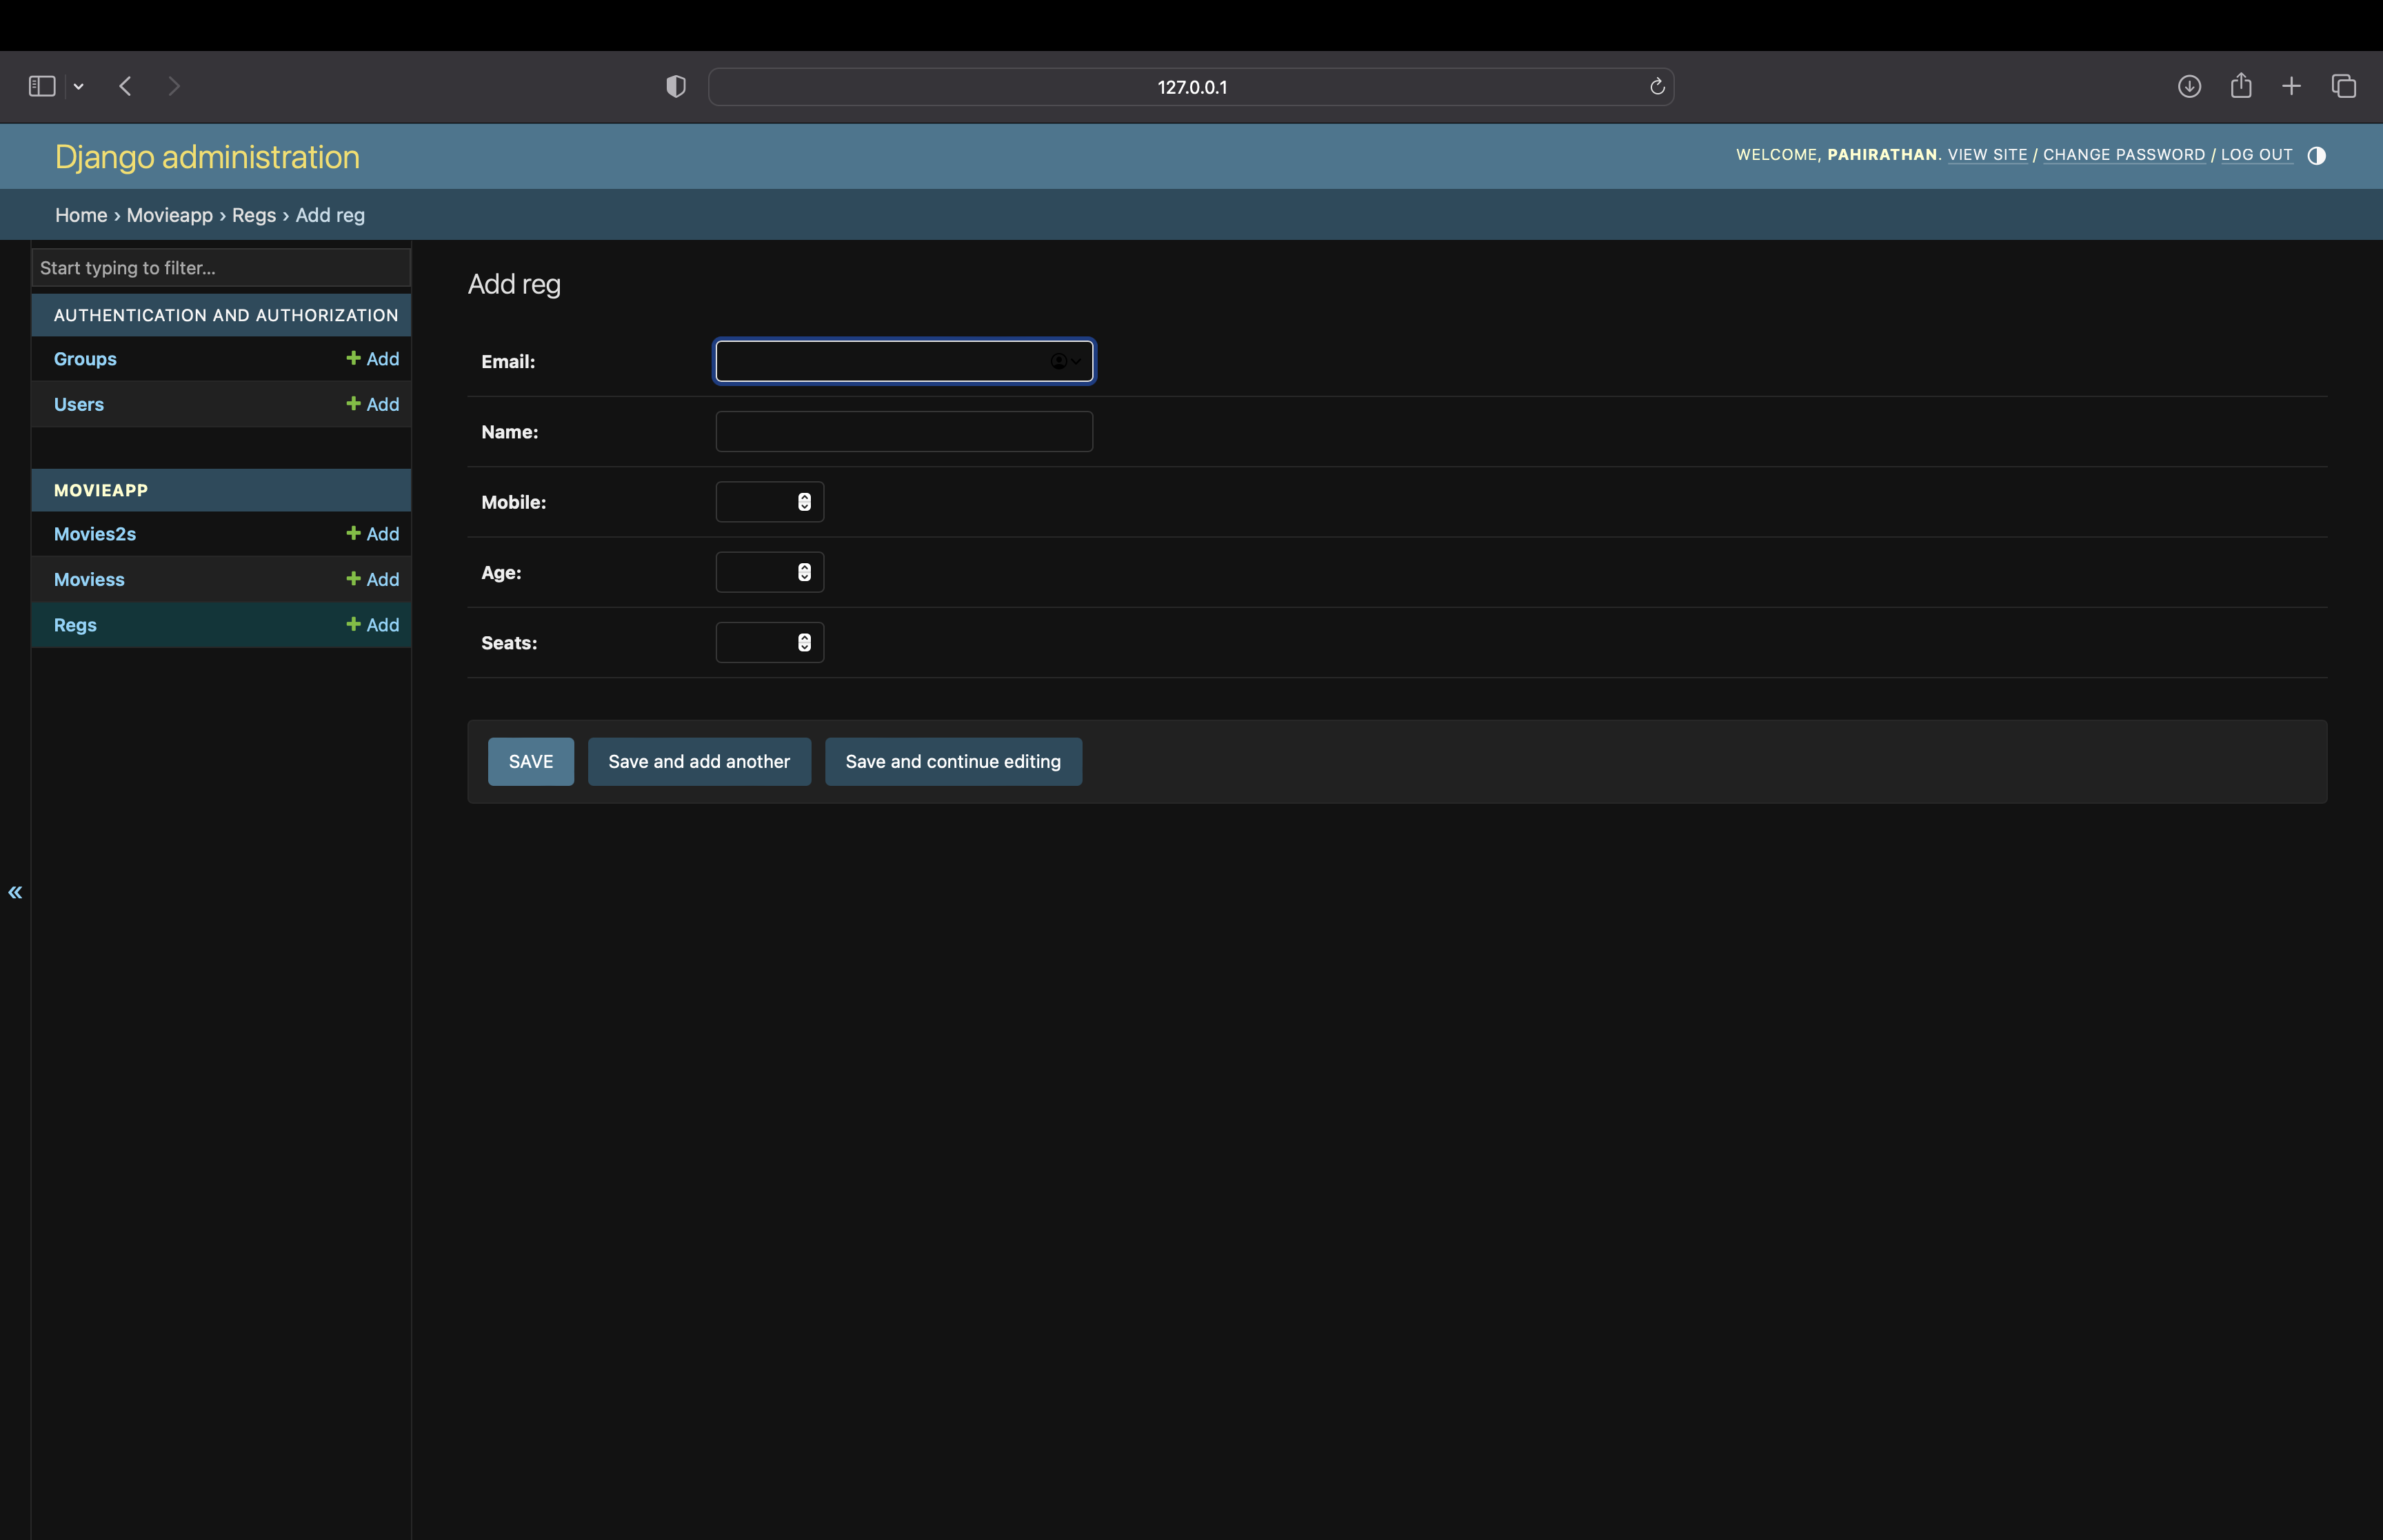 127.0.0.1
Django administration
WELCOME, PAHIRATHAN. VIEW SITE / CHANGE PASSWORD / LOG OUT
Home › Movieapp › Regs › Add reg
Start typing to filter...
AUTHENTICATION AND AUTHORIZATION
Groups + Add
Users + Add
MOVIEAPP
Movies2s + Add
Moviess + Add
Regs + Add
«
Add reg
Email:
Name:
Mobile:
Age:
Seats:
SAVE Save and add another Save and continue editing